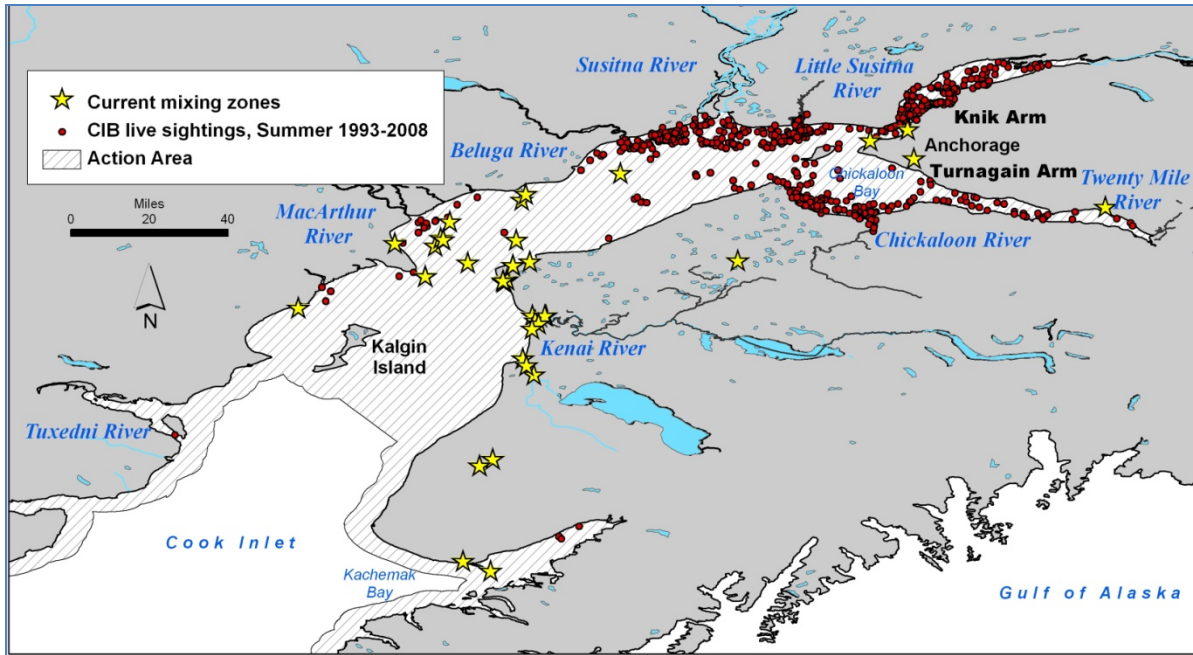 Current mixing zones
CIB live sightings, Summer 1993-2008
Action Area
Miles
0 20 40
N
Susitna River
Little Susitna
River
Knik Arm
Anchorage
Turnagain Arm
Twenty Mile
River
Chickaloon
Bay
Chickaloon River
Beluga River
MacArthur
River
Kalgin
Island
Kenai River
Tuxedni River
Cook Inlet
Kachemak
Bay
Gulf of Alaska